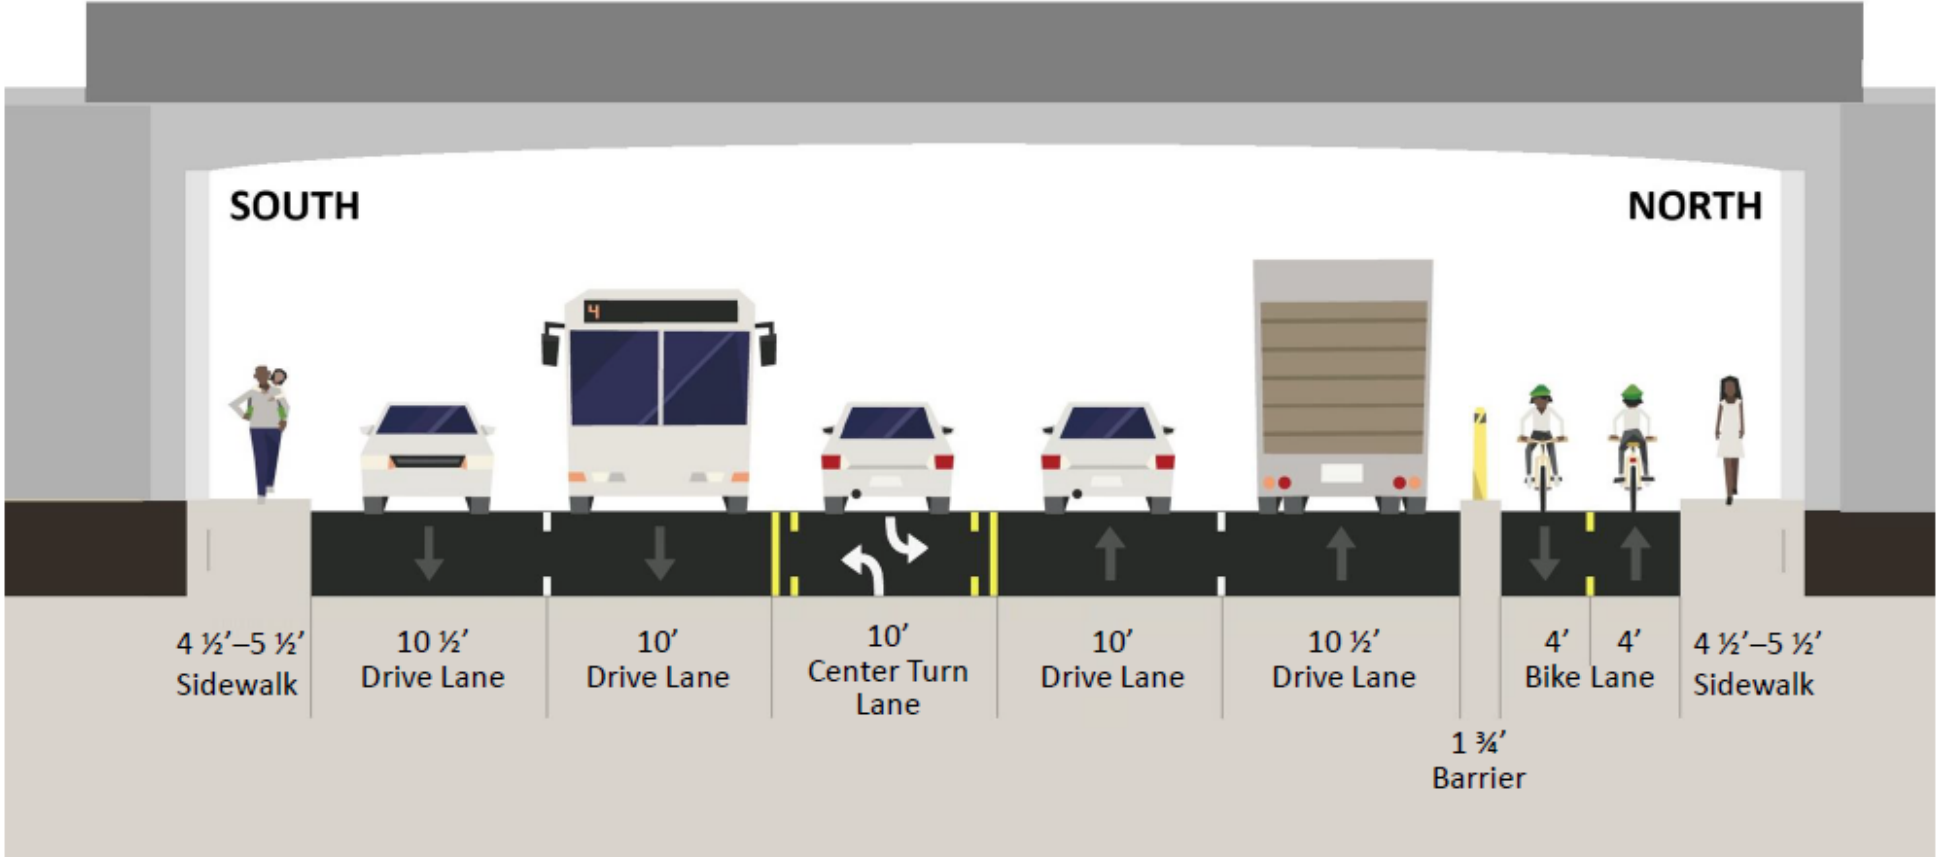 SOUTH
NORTH
4
4 ½’–5 ½’
Sidewalk
10 ½’
Drive Lane
10’
Drive Lane
10’
Center Turn
Lane
10’
Drive Lane
10 ½’
Drive Lane
1 ¾’
Barrier
4’ 4’
Bike Lane
4 ½’–5 ½’
Sidewalk